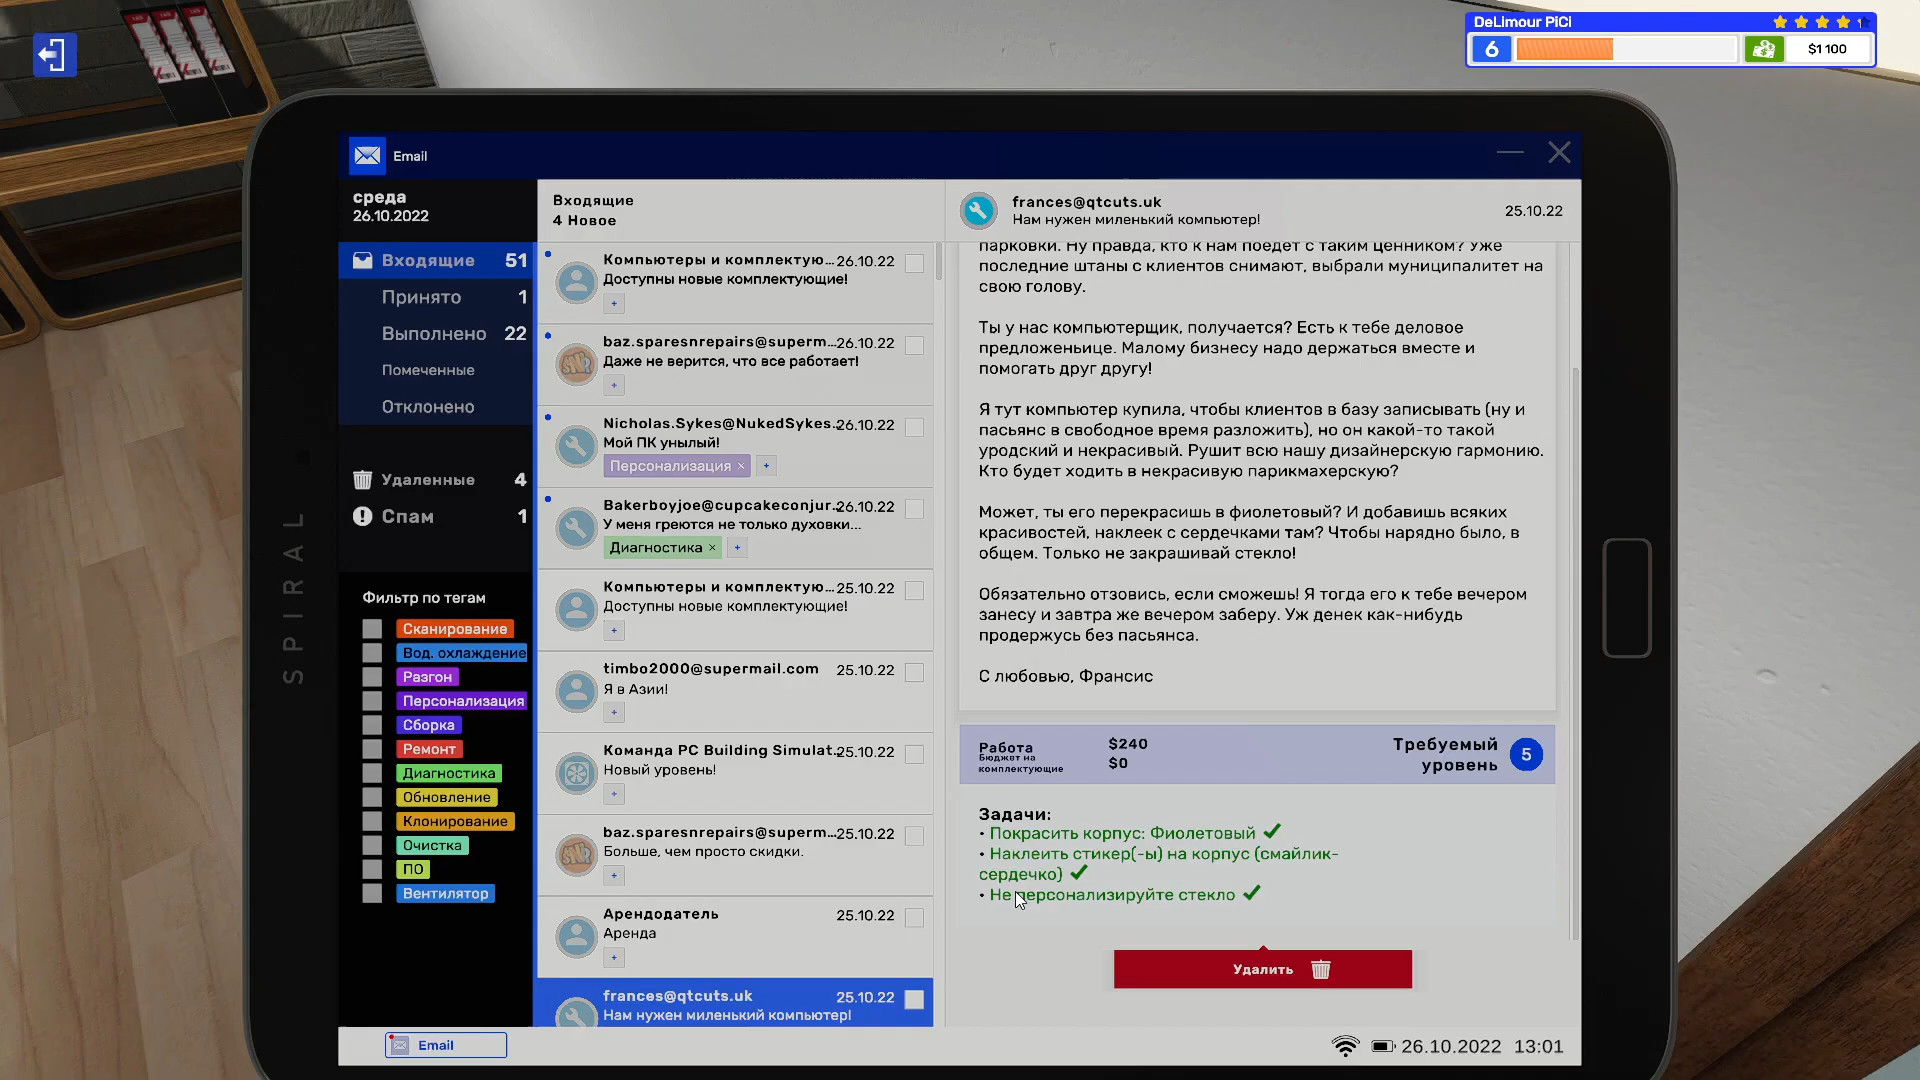 DeLimour PiCi
6
$1 100
Email
среда
26.10.2022
Входящие 51
Принято 1
Выполнено 22
Помеченные
Отклонено
Удаленные 4
Спам 1
Фильтр по тегам
Сканирование
Вод. охлаждение
Разгон
Персонализация
Сборка
Ремонт
Диагностика
Обновление
Клонирование
Очистка
ПО
Вентилятор
Входящие
4 Новое
Компьютеры и комплектую... 26.10.22
Доступны новые комплектующие!
+
baz.sparesnrepairs@superm... 26.10.22
Даже не верится, что все работает!
+
Nicholas.Sykes@NukedSykes... 26.10.22
Мой ПК унылый!
Персонализация × +
Bakerboyjoe@cupcakeconjur... 26.10.22
У меня греются не только духовки...
Диагностика × +
Компьютеры и комплектую... 25.10.22
Доступны новые комплектующие!
+
timbo2000@supermail.com 25.10.22
Я в Азии!
+
Команда PC Building Simulat... 25.10.22
Новый уровень!
+
baz.sparesnrepairs@superm... 25.10.22
Больше, чем просто скидки.
+
Арендодатель 25.10.22
Аренда
+
frances@qtcuts.uk 25.10.22
Нам нужен миленький компьютер!
frances@qtcuts.uk
Нам нужен миленький компьютер!
25.10.22
парковки. Ну правда, кто к нам поедет с таким ценником? Уже
последние штаны с клиентов снимают, выбрали муниципалитет на
свою голову.
Ты у нас компьютерщик, получается? Есть к тебе деловое
предложеньице. Малому бизнесу надо держаться вместе и
помогать друг другу!
Я тут компьютер купила, чтобы клиентов в базу записывать (ну и
пасьянс в свободное время разложить), но он какой-то такой
уродский и некрасивый. Рушит всю нашу дизайнерскую гармонию.
Кто будет ходить в некрасивую парикмахерскую?
Может, ты его перекрасишь в фиолетовый? И добавишь всяких
красивостей, наклеек с сердечками там? Чтобы нарядно было, в
общем. Только не закрашивай стекло!
Обязательно отзовись, если сможешь! Я тогда его к тебе вечером
занесу и завтра же вечером заберу. Уж денек как-нибудь
продержусь без пасьянса.
С любовью, Франсис
Работа $240
Бюджет на
комплектующие $0
Требуемый
уровень 5
Задачи:
• Покрасить корпус: Фиолетовый ✓
• Наклеить стикер(-ы) на корпус (смайлик-
сердечко) ✓
• Не персонализируйте стекло ✓
Удалить
Email
26.10.2022 13:01
SPIRAL